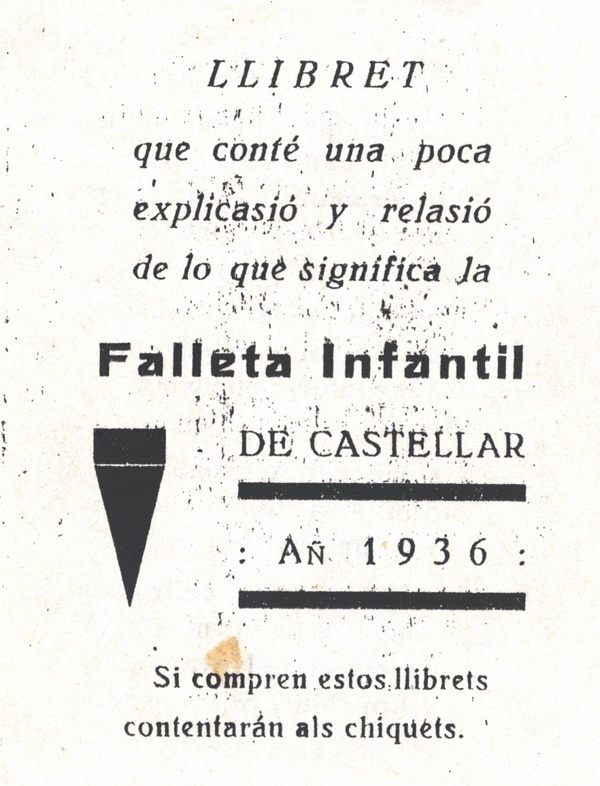 LLIBRET
que conté una poca
explicasió y relasió
de lo que significa la
Falleta Infantil
DE CASTELLAR
: Añ 1936 :
Si compren estos llibrets
contentarán als chiquets.